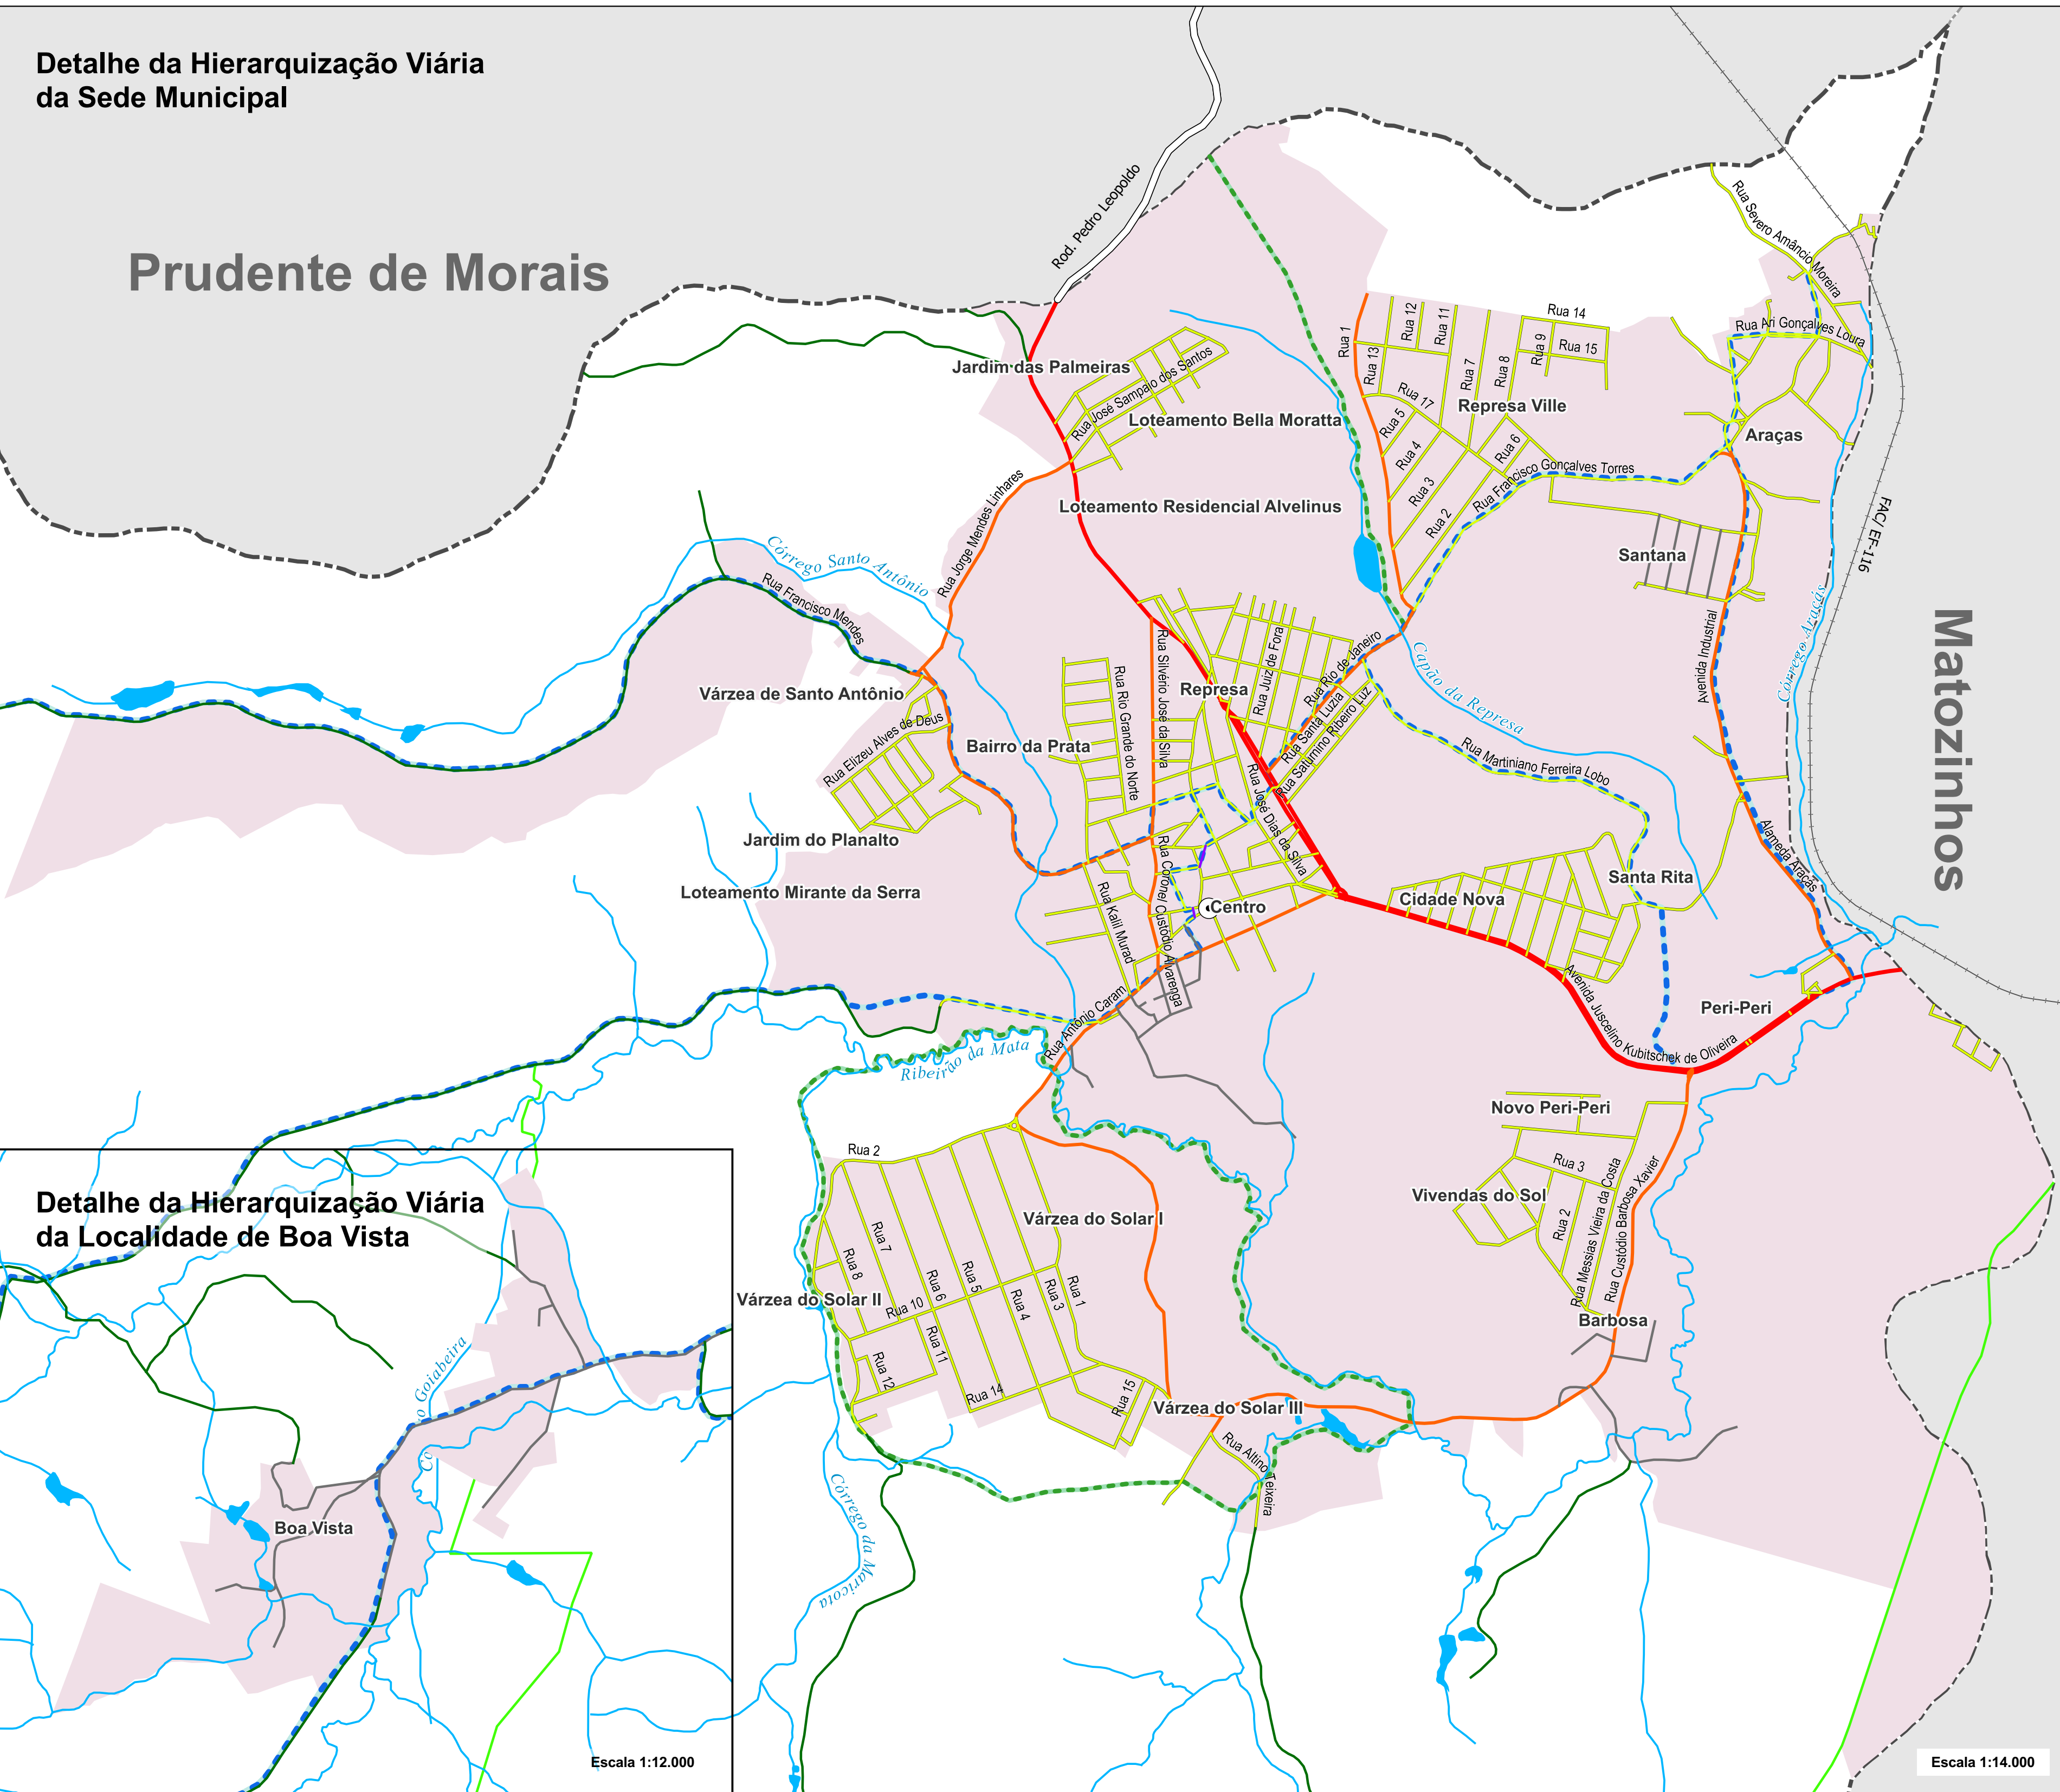 Detalhe da Hierarquização Viária
da Sede Municipal
Prudente de Morais
Rod. Pedro Leopoldo
Rua Severo Amâncio Moreira
Rua Ari Gonçalves Loura
Rua 14
Rua 12
Rua 11
Rua 1
Rua 13
Rua 9
Rua 15
Rua 7
Rua 8
Rua 17
Represa Ville
Rua 5
Rua 4
Rua 6
Rua 3
Rua 2
Rua Francisco Gonçalves Torres
Araças
Jardim das Palmeiras
Rua José Sampaio dos Santos
Loteamento Bella Moratta
Loteamento Residencial Alvelinus
Rua Jorge Mendes Linhares
Córrego Santo Antônio
Rua Francisco Mendes
Santana
FAC/ EF-116
Matozinhos
Córrego Araçás
Avenida Industrial
Alameda Araças
Várzea de Santo Antônio
Rua Elizeu Alves de Deus
Bairro da Prata
Rua Rio Grande do Norte
Rua Silvério José da Silva
Represa
Rua Juiz de Fora
Rua Rio de Janeiro
Rua Santa Luzia
Rua Saturnino Ribeiro Luz
Capão da Represa
Rua Martiniano Ferreira Lobo
Rua José Dias da Silva
Jardim do Planalto
Loteamento Mirante da Serra
Rua Kalil Murad
Rua Coronel Custódio Alvarenga
Centro
Cidade Nova
Santa Rita
Avenida Juscelino Kubitschek de Oliveira
Peri-Peri
Rua Antônio Caram
Ribeirão da Mata
Novo Peri-Peri
Rua 3
Vivendas do Sol
Rua 2
Rua Messias Vieira da Costa
Rua Custódio Barbosa Xavier
Barbosa
Rua 2
Rua 7
Rua 8
Várzea do Solar I
Rua 5
Rua 6
Rua 10
Rua 4
Rua 3
Rua 1
Várzea do Solar II
Rua 11
Rua 12
Rua 14
Rua 15
Várzea do Solar III
Rua Altino Teixeira
Córrego da Maricota
Detalhe da Hierarquização Viária
da Localidade de Boa Vista
Co
o Goiabeira
Boa Vista
Escala 1:12.000
Escala 1:14.000